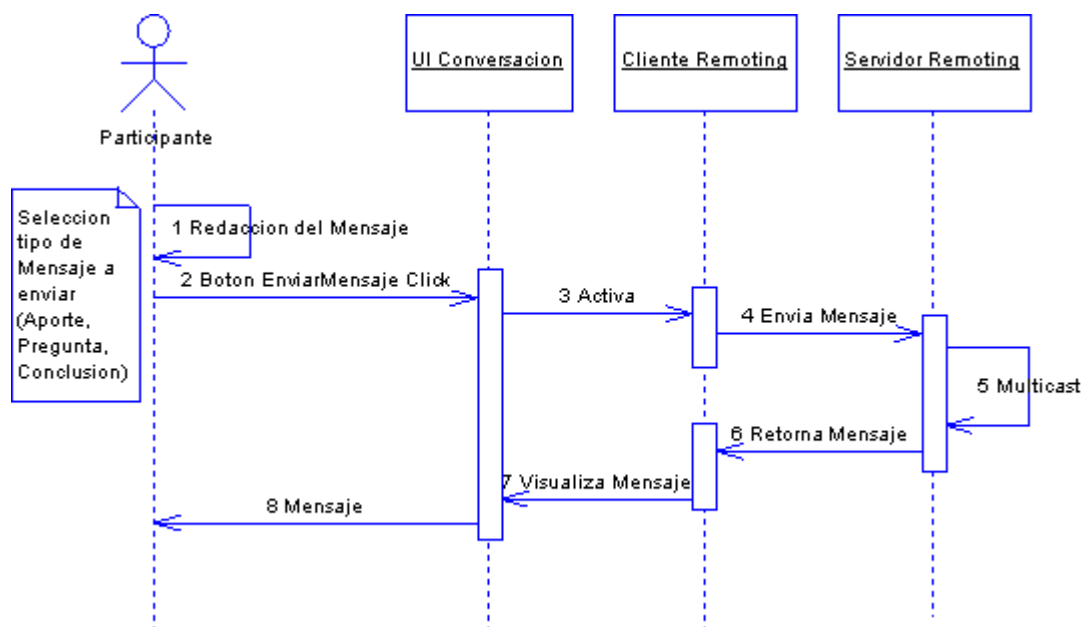 UI Conversacion
Cliente Remoting
Servidor Remoting
Participante
Seleccion
tipo de
Mensaje a
enviar
(Aporte,
Pregunta,
Conclusion)
1 Redaccion del Mensaje
2 Boton EnviarMensaje Click
3 Activa
4 Envia Mensaje
5 Multicast
6 Retorna Mensaje
7 Visualiza Mensaje
8 Mensaje